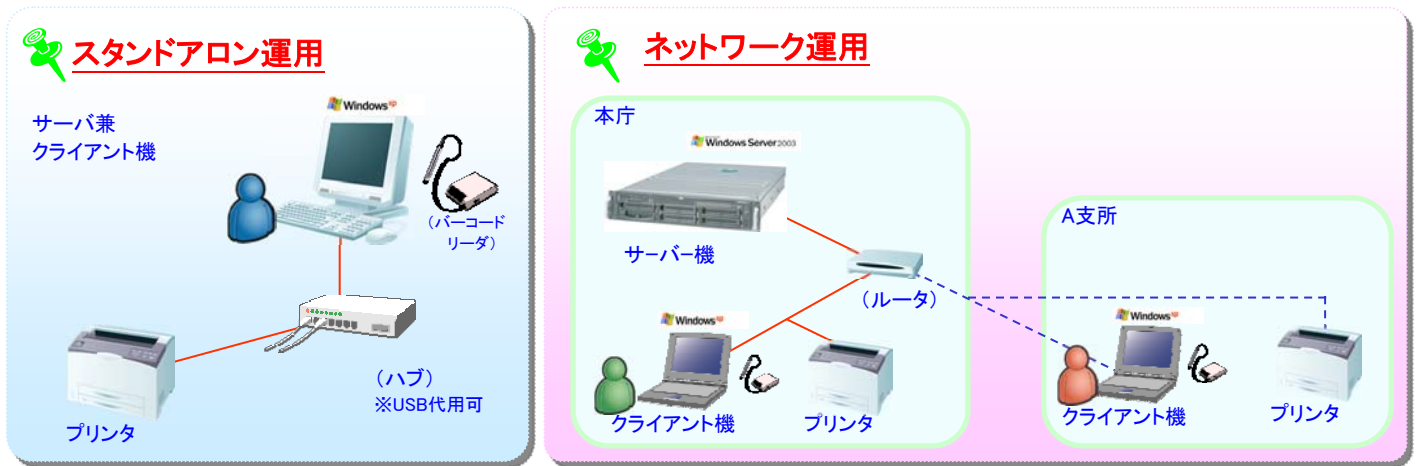 スタンドアロン運用
Windows xp
サーバ兼
クライアント機
(バーコード
リーダ)
(ハブ)
※USB代用可
プリンタ
ネットワーク運用
本庁
Windows Server 2003
サーバー機
(ルータ)
Windows xp
クライアント機
プリンタ
A支所
Windows xp
クライアント機
プリンタ